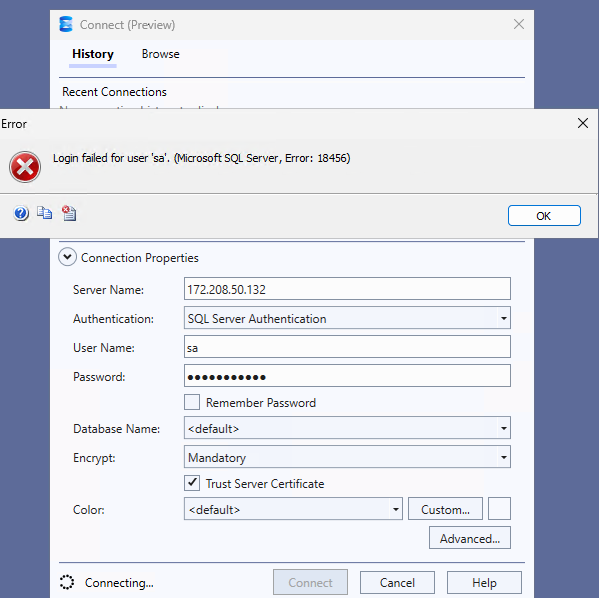 Connect (Preview)
History Browse
Recent Connections
Error
Login failed for user 'sa'. (Microsoft SQL Server, Error: 18456)
OK
Connection Properties
Server Name: 172.208.50.132
Authentication: SQL Server Authentication
User Name: sa
Password: ●●●●●●●●●●●
Remember Password
Database Name: <default>
Encrypt: Mandatory
Trust Server Certificate
Color: <default> Custom...
Advanced...
Connecting... Connect Cancel Help